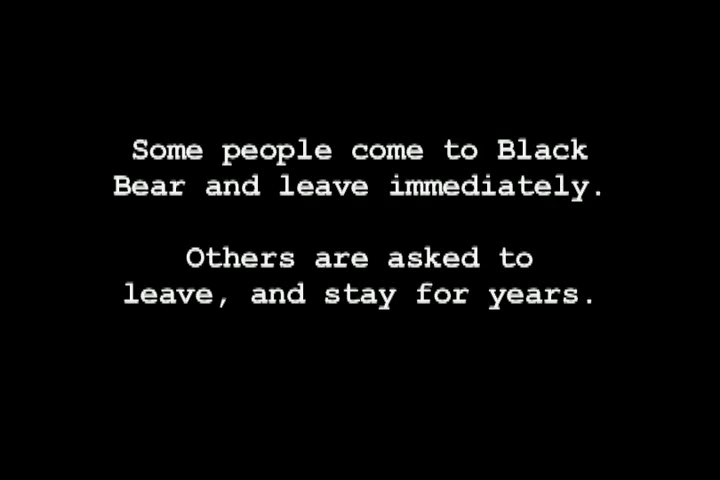 Some people come to Black
Bear and leave immediately.
Others are asked to
leave, and stay for years.